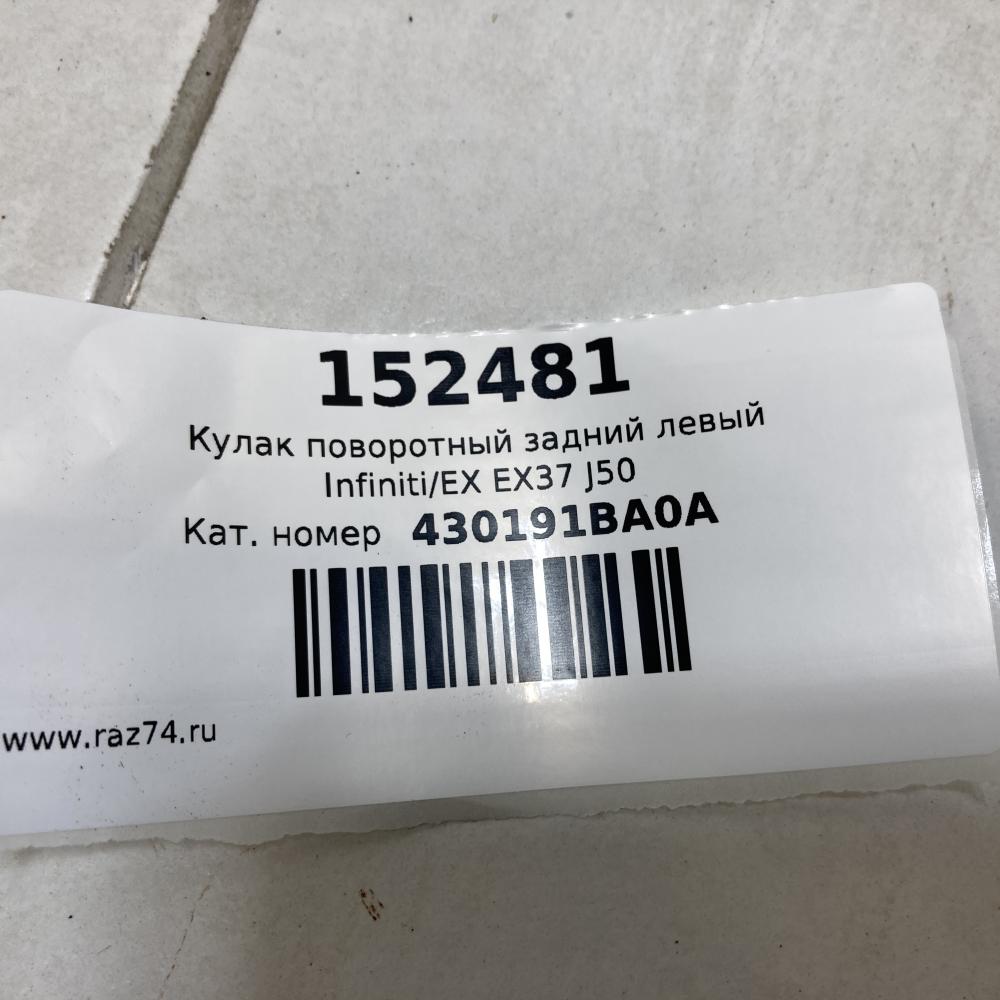 152481
Кулак поворотный задний левый
Infiniti/EX EX37 J50
Кат. номер 430191BA0A
www.raz74.ru